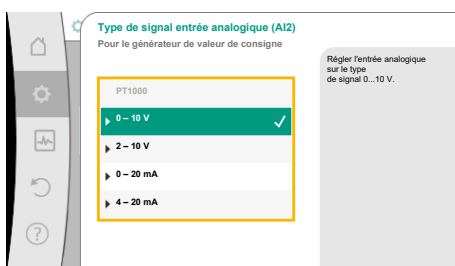 Type de signal entrée analogique (AI2)
Pour le générateur de valeur de consigne
Régler l'entrée analogique
sur le type
de signal 0...10 V.
PT1000
0 – 10 V
2 – 10 V
0 – 20 mA
4 – 20 mA
?